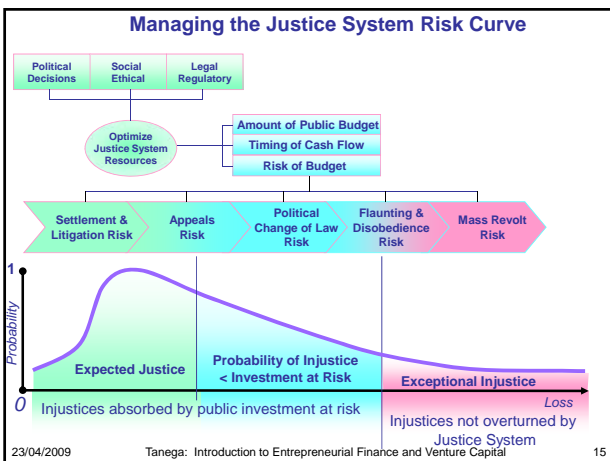 Managing the Justice System Risk Curve
Political
Decisions
Social
Ethical
Legal
Regulatory
Optimize
Justice System
Resources
Amount of Public Budget
Timing of Cash Flow
Risk of Budget
Settlement &
Litigation Risk
Appeals
Risk
Political
Change of Law
Risk
Flaunting &
Disobedience
Risk
Mass Revolt
Risk
1
Probability
Expected Justice
Probability of Injustice
< Investment at Risk
Exceptional Injustice
0
Loss
Injustices absorbed by public investment at risk
Injustices not overturned by
Justice System
23/04/2009
Tanega: Introduction to Entrepreneurial Finance and Venture Capital
15